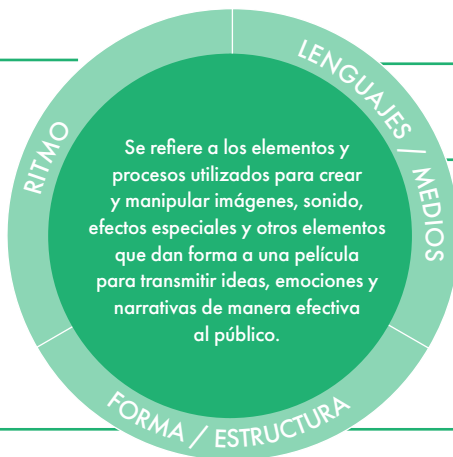 RITMO
LENGUAJES / MEDIOS
Se refiere a los elementos y
procesos utilizados para crear
y manipular imágenes, sonido,
efectos especiales y otros elementos
que dan forma a una película
para transmitir ideas, emociones y
narrativas de manera efectiva
al público.
FORMA / ESTRUCTURA